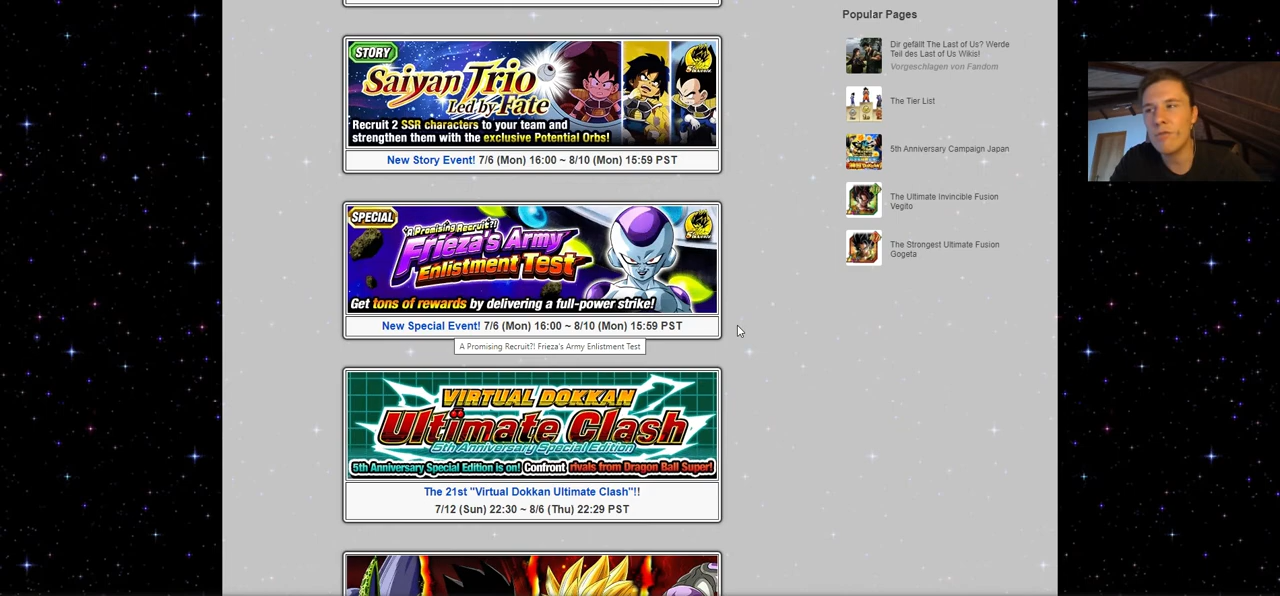 STORY
Saiyan Trio
Led by Fate
Recruit 2 SSR characters to your team and
strengthen them with the exclusive Potential Orbs!
New Story Event! 7/6 (Mon) 16:00 ~ 8/10 (Mon) 15:59 PST
SPECIAL
A Promising Recruit?!
Frieza's Army
Enlistment Test
Get tons of rewards by delivering a full-power strike!
New Special Event! 7/6 (Mon) 16:00 ~ 8/10 (Mon) 15:59 PST
A Promising Recruit?! Frieza's Army Enlistment Test
VIRTUAL DOKKAN
Ultimate Clash
5th Anniversary Special Edition
5th Anniversary Special Edition is on! Confront rivals from Dragon Ball Super!
The 21st "Virtual Dokkan Ultimate Clash"!!
7/12 (Sun) 22:30 ~ 8/6 (Thu) 22:29 PST
Popular Pages
Dir gefällt The Last of Us? Werde
Teil des Last of Us Wikis!
Vorgeschlagen von Fandom
The Tier List
5th Anniversary Campaign Japan
The Ultimate Invincible Fusion
Vegito
The Strongest Ultimate Fusion
Gogeta